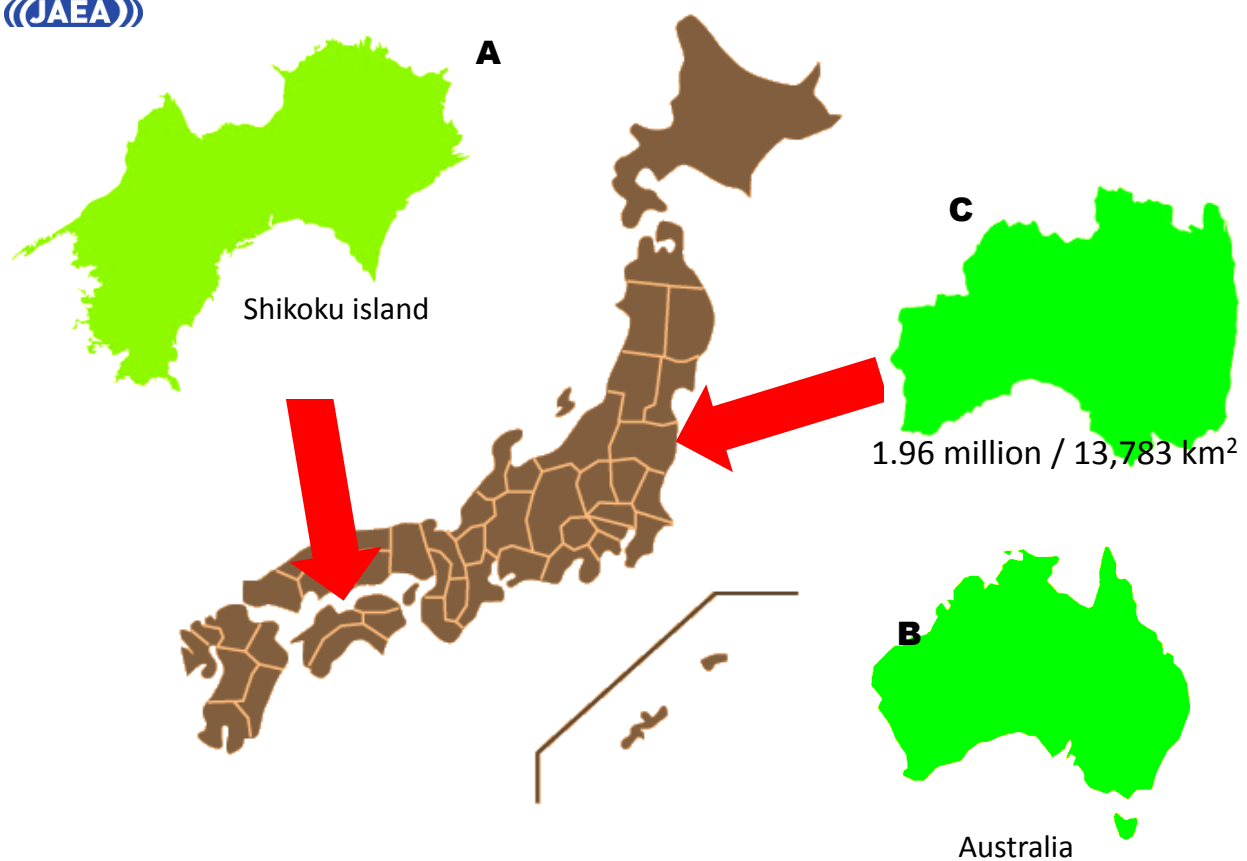 ((JAEA))
A
C
Shikoku island
1.96 million / 13,783 km²
B
Australia